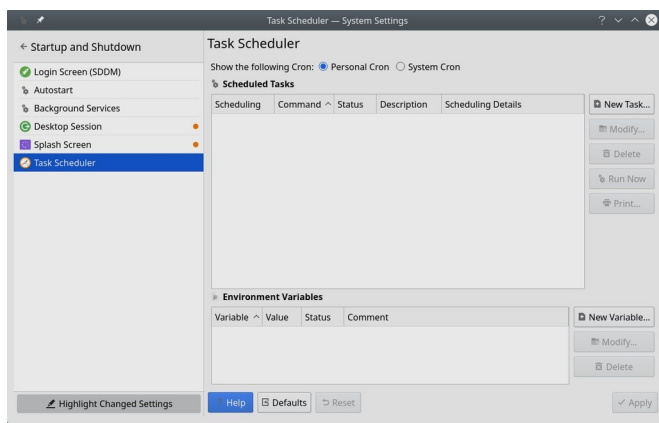 Task Scheduler — System Settings
Startup and Shutdown
Login Screen (SDDM)
Autostart
Background Services
Desktop Session
Splash Screen
Task Scheduler
Highlight Changed Settings
Task Scheduler
Show the following Cron: Personal Cron System Cron
Scheduled Tasks
Scheduling Command Status Description Scheduling Details
New Task...
Modify...
Delete
Run Now
Print...
Environment Variables
Variable Value Status Comment
New Variable...
Modify...
Delete
Help Defaults Reset Apply